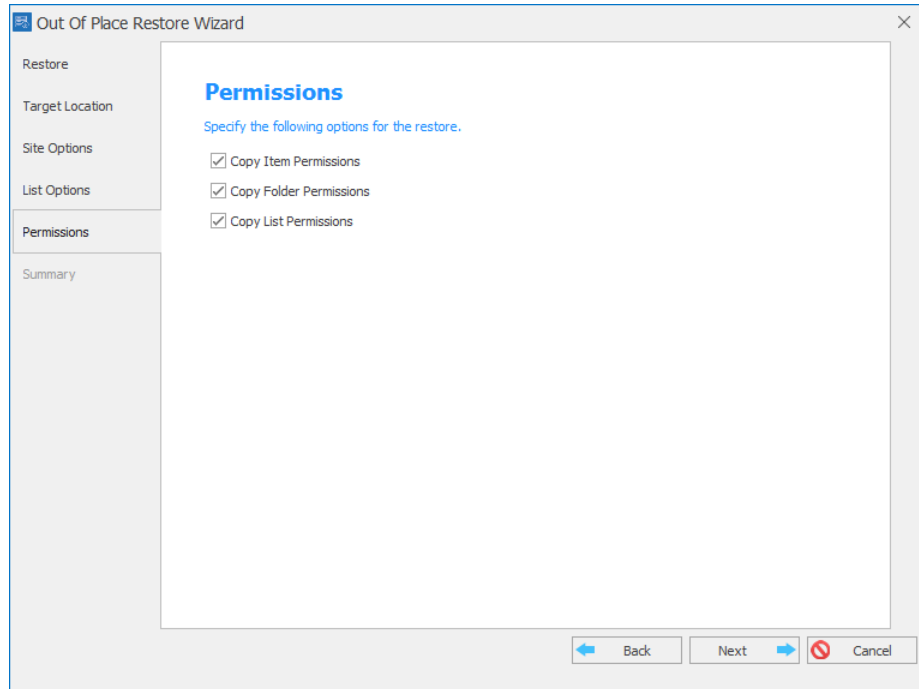 Out Of Place Restore Wizard
Restore
Target Location
Site Options
List Options
Permissions
Summary
Permissions
Specify the following options for the restore.
Copy Item Permissions
Copy Folder Permissions
Copy List Permissions
Back
Next
Cancel